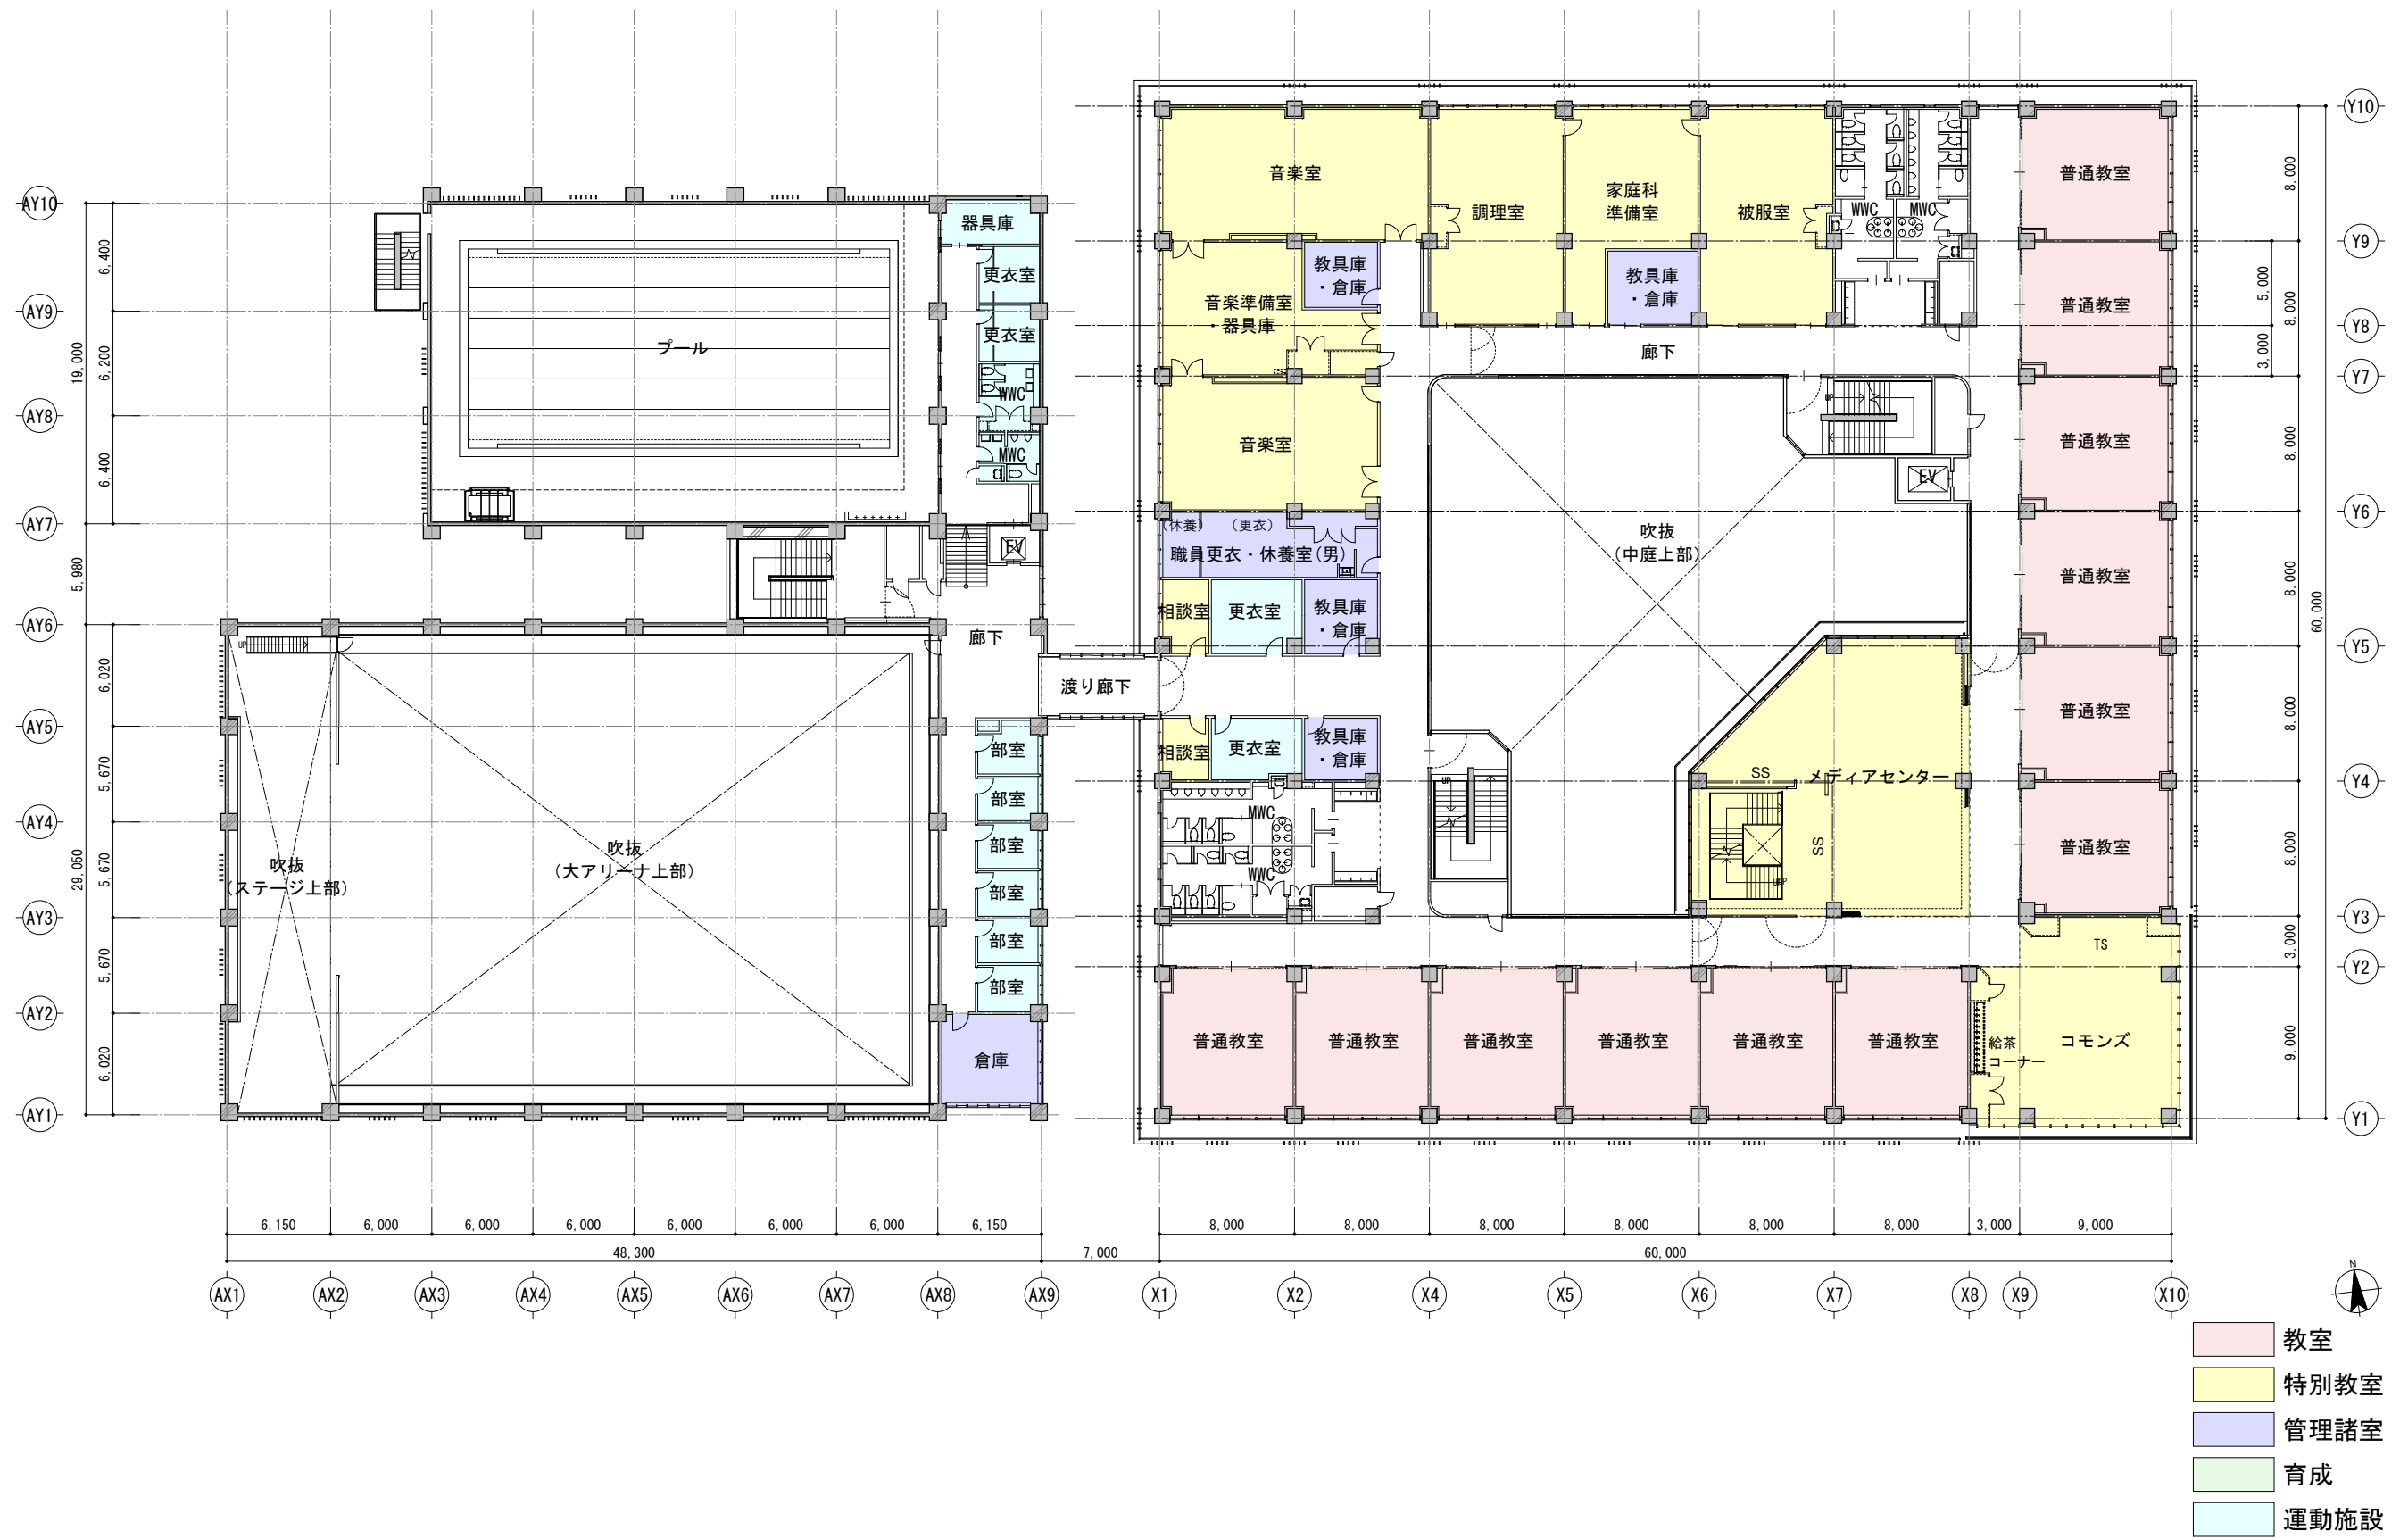 Y10
8,000
音楽室
調理室
家庭科
準備室
被服室
WWC
MWC
普通教室
AY10
器具庫
6,400
更衣室
Y9
教具庫
・倉庫
教具庫
・倉庫
音楽準備室
・器具庫
5,000
8,000
普通教室
AY9
更衣室
Y8
プール
19,000
6,200
廊下
3,000
Y7
WWC
UP
AY8
音楽室
普通教室
8,000
MWC
6,400
EV
Y6
AY7
(休養)
(更衣)
職員更衣・休養室(男)
吹抜
(中庭上部)
EV
5,980
普通教室
8,000
相談室
更衣室
教具庫
・倉庫
60,000
AY6
UP
廊下
Y5
6,020
渡り廊下
AY5
相談室
更衣室
教具庫
・倉庫
普通教室
8,000
部室
5,670
SS
メディアセンター
UP
Y4
部室
AY4
MWC
WWC
SS
UP
普通教室
8,000
部室
29,050
5,670
吹抜
(ステージ上部)
吹抜
(大アリーナ上部)
部室
AY3
Y3
部室
TS
3,000
5,670
Y2
部室
AY2
普通教室
普通教室
普通教室
普通教室
普通教室
普通教室
給茶
コーナー
コモンズ
9,000
倉庫
6,020
AY1
Y1
6,150
6,000
6,000
6,000
6,000
6,000
6,000
6,150
8,000
8,000
8,000
8,000
8,000
8,000
3,000
9,000
48,300
7,000
60,000
AX1
AX2
AX3
AX4
AX5
AX6
AX7
AX8
AX9
X1
X2
X4
X5
X6
X7
X8
X9
X10
N
教室
特別教室
管理諸室
育成
運動施設